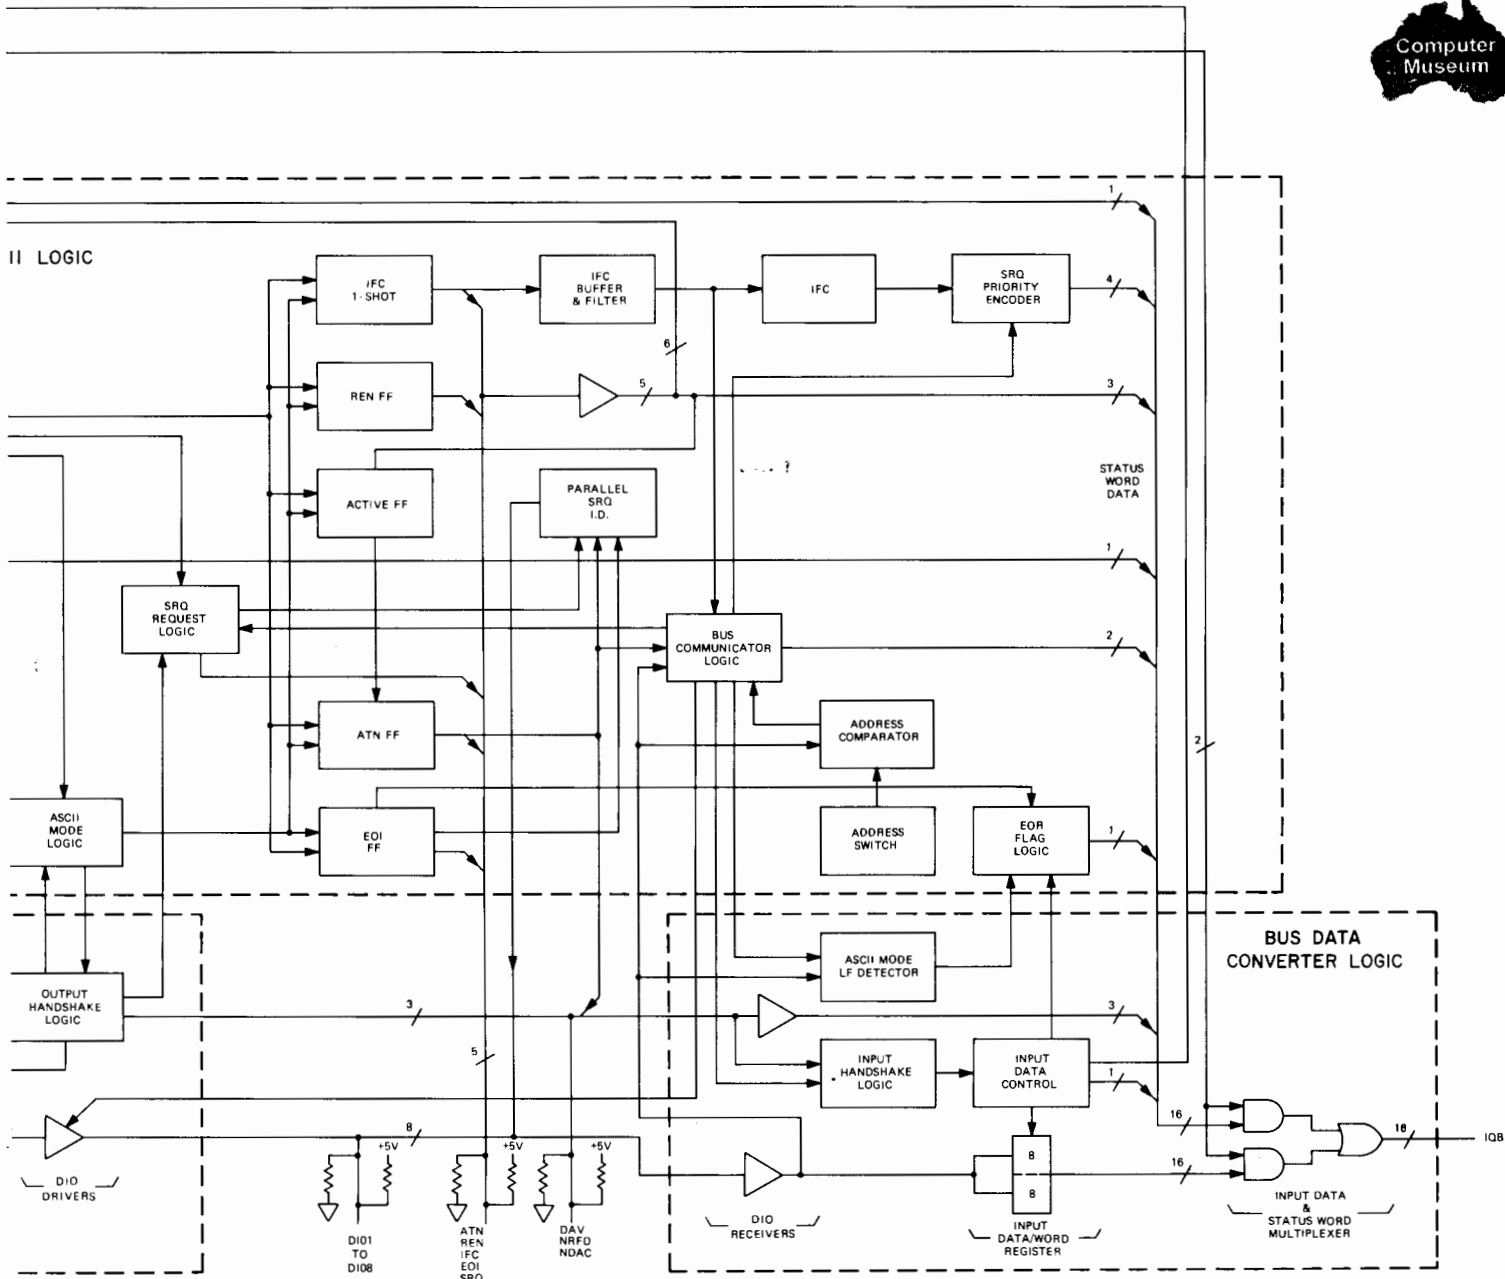 Computer
Museum
1
II LOGIC
IFC
1-SHOT
IFC
BUFFER
& FILTER
IFC
SRQ
PRIORITY
ENCODER
4
6
REN FF
5
3
ACTIVE FF
PARALLEL
SRQ
I.D.
?
STATUS
WORD
DATA
1
SRQ
REQUEST
LOGIC
BUS
COMMUNICATOR
LOGIC
2
ATN FF
ADDRESS
COMPARATOR
2
ASCII
MODE
LOGIC
EOI
FF
ADDRESS
SWITCH
EOR
FLAG
LOGIC
1
BUS DATA
CONVERTER LOGIC
ASCII MODE
LF DETECTOR
OUTPUT
HANDSHAKE
LOGIC
3
3
5
INPUT
HANDSHAKE
LOGIC
INPUT
DATA
CONTROL
1
16
8
+5V
+5V
+5V
8
8
16
18
IQB
DIO
DRIVERS
DIO1
TO
DIO8
ATN
REN
IFC
EOI
SRQ
DAV
NRFD
NDAC
DIO
RECEIVERS
INPUT
DATA/WORD
REGISTER
INPUT DATA
&
STATUS WORD
MULTIPLEXER